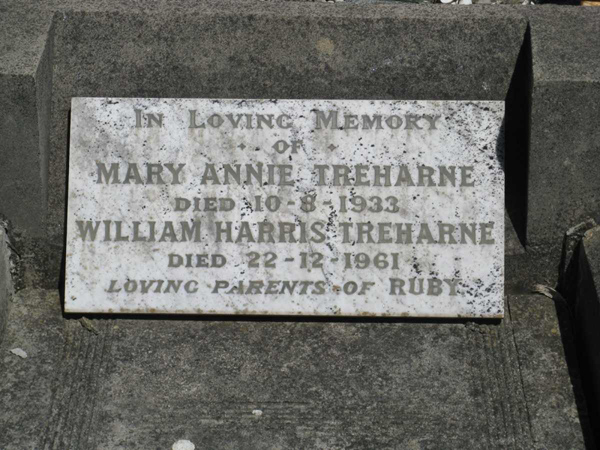 In Loving Memory
of
MARY ANNIE TREHARNE
DIED 10-8-1933
WILLIAM HARRIS TREHARNE
DIED 22-12-1961
LOVING PARENTS OF RUBY